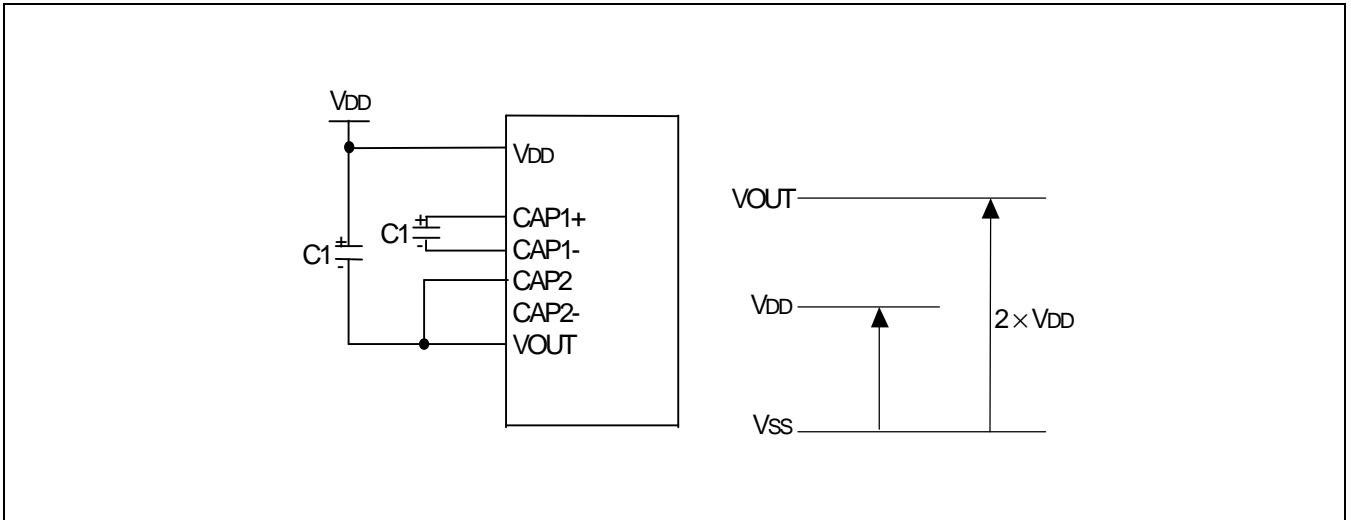 VDD
VDD
CAP1+
CAP1-
CAP2
CAP2-
VOUT
C1
+
-
C1
+
-
VOUT
VDD
2 × VDD
VSS